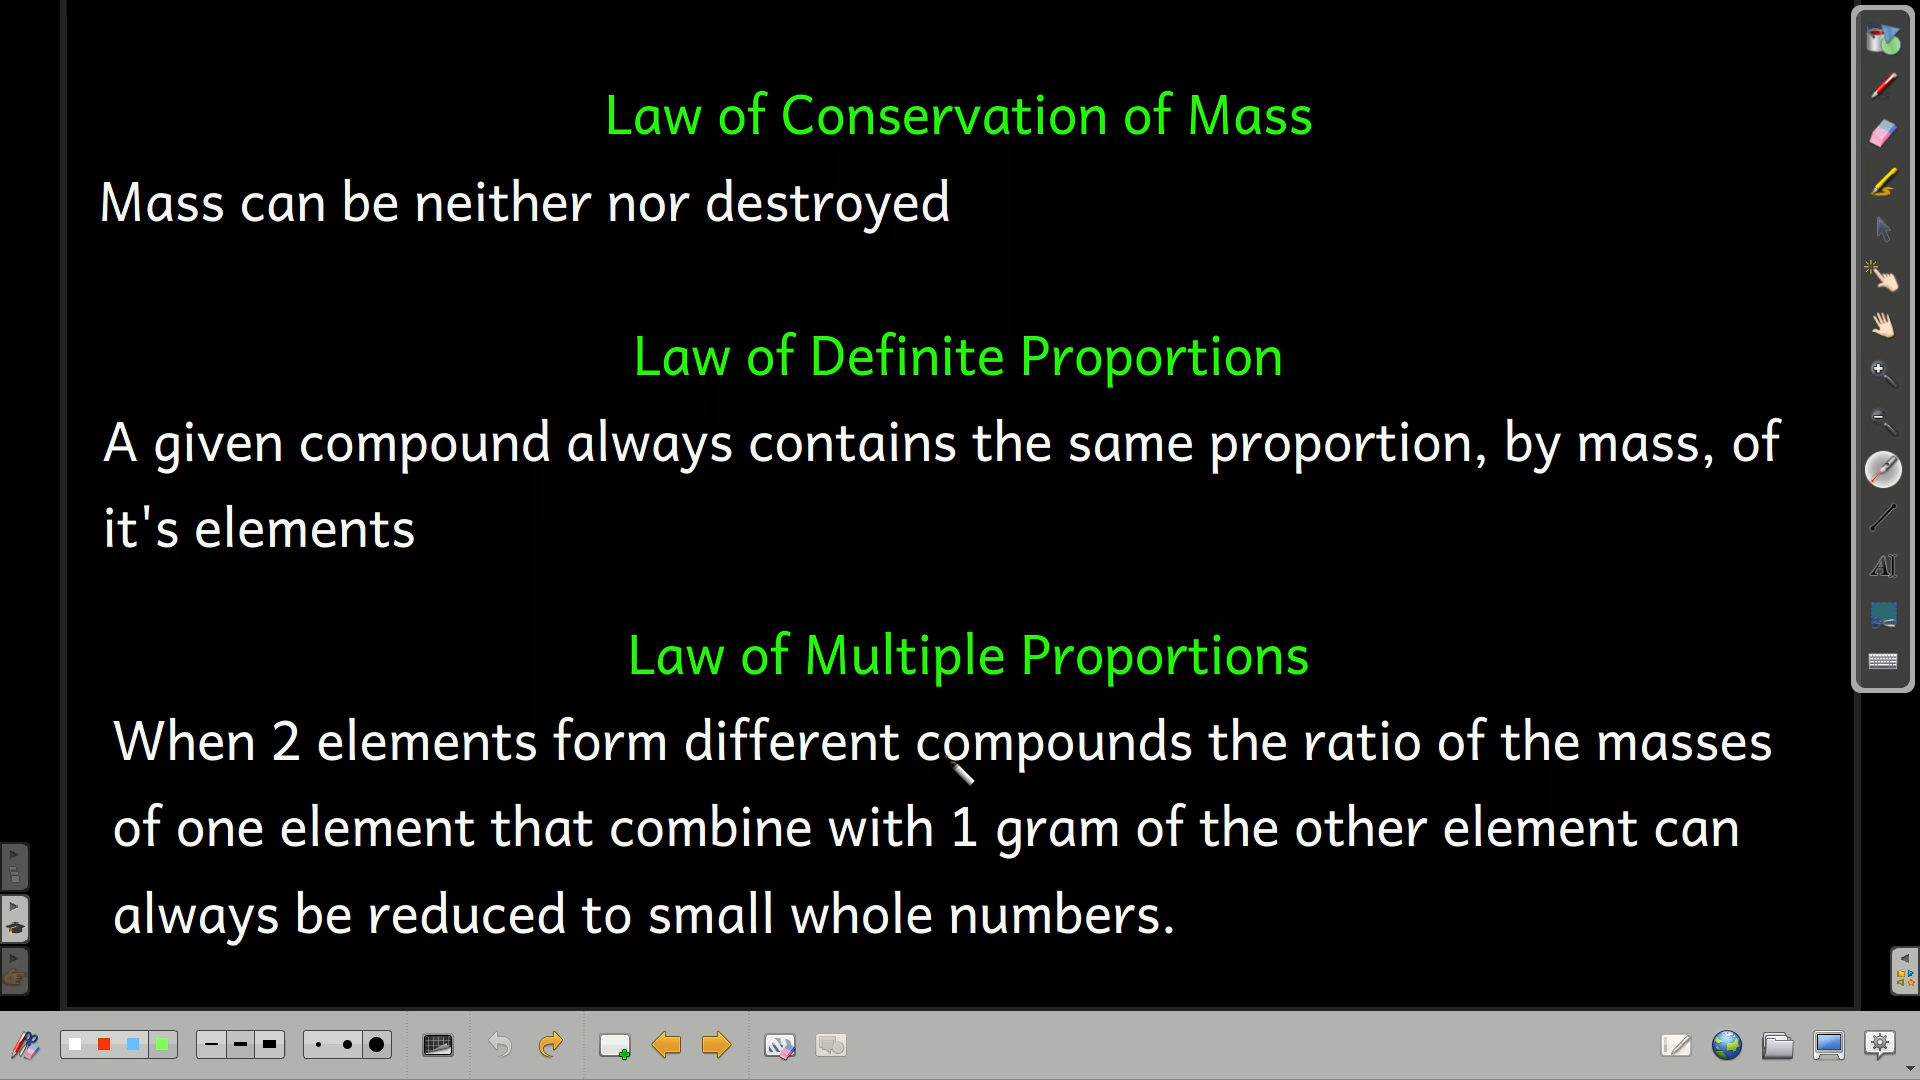 Law of Conservation of Mass
Mass can be neither nor destroyed
Law of Definite Proportion
A given compound always contains the same proportion, by mass, of
it's elements
Law of Multiple Proportions
When 2 elements form different compounds the ratio of the masses
of one element that combine with 1 gram of the other element can
always be reduced to small whole numbers.